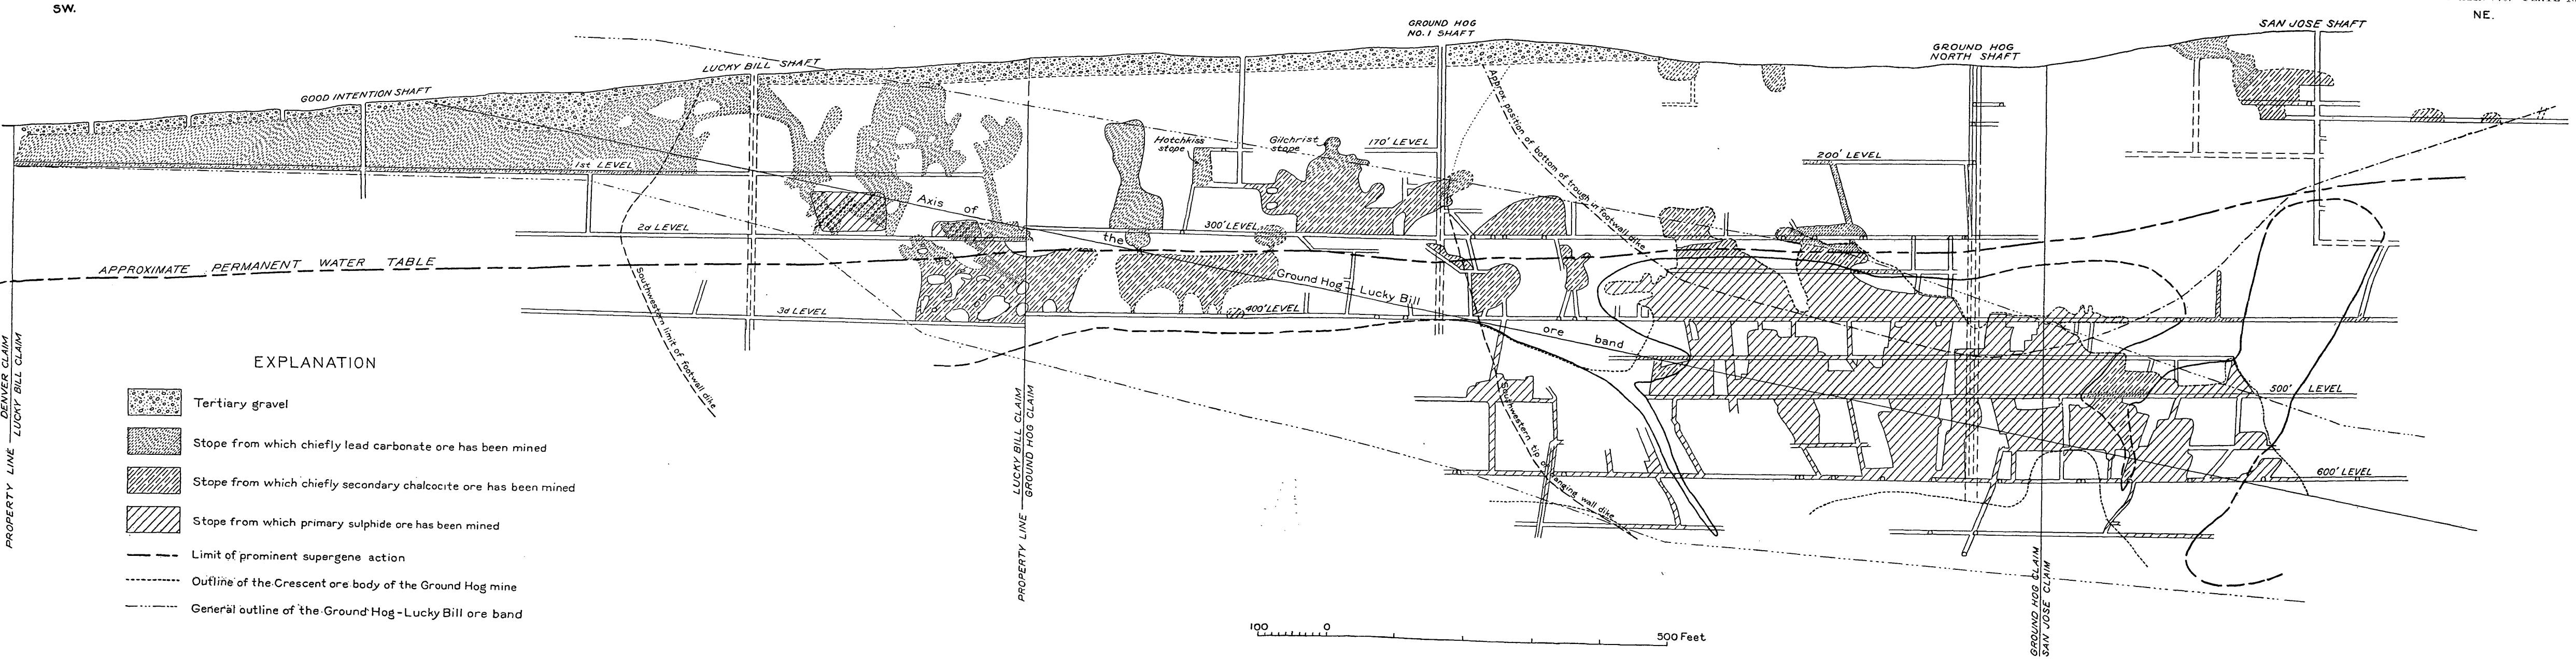 SW.
NE.
SAN JOSE SHAFT
GROUND HOG
NO. 1 SHAFT
GROUND HOG
NORTH SHAFT
LUCKY BILL SHAFT
GOOD INTENTION SHAFT
Approx. position of bottom of trough in footwall dike
Hotchkiss
stope
Gilchrist
stope
170' LEVEL
200' LEVEL
1st LEVEL
Axis of the Ground Hog-Lucky Bill ore band
2d LEVEL
300' LEVEL
APPROXIMATE PERMANENT WATER TABLE
Southwestern limit of footwall dike
3d LEVEL
400' LEVEL
500' LEVEL
Southwestern tip of hanging wall dike
600' LEVEL
PROPERTY LINE
DENVER CLAIM
LUCKY BILL CLAIM
PROPERTY LINE
LUCKY BILL CLAIM
GROUND HOG CLAIM
GROUND HOG CLAIM
SAN JOSE CLAIM
EXPLANATION
Tertiary gravel
Stope from which chiefly lead carbonate ore has been mined
Stope from which chiefly secondary chalcocite ore has been mined
Stope from which primary sulphide ore has been mined
Limit of prominent supergene action
Outline of the Crescent ore body of the Ground Hog mine
General outline of the Ground Hog-Lucky Bill ore band
100 0 500 Feet